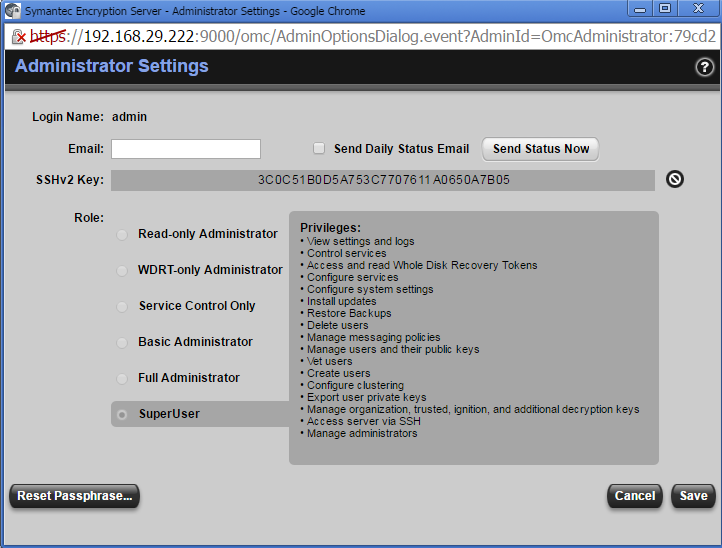 Symantec Encryption Server - Administrator Settings - Google Chrome
https://192.168.29.222:9000/omc/AdminOptionsDialog.event?AdminId=OmcAdministrator:79cd2
Administrator Settings
?
Login Name: admin
Email:
Send Daily Status Email
Send Status Now
SSHv2 Key: 3C0C51B0D5A753C7707611A0650A7B05
Role:
Read-only Administrator
WDRT-only Administrator
Service Control Only
Basic Administrator
Full Administrator
SuperUser
Privileges:
• View settings and logs
• Control services
• Access and read Whole Disk Recovery Tokens
• Configure services
• Configure system settings
• Install updates
• Restore Backups
• Delete users
• Manage messaging policies
• Manage users and their public keys
• Vet users
• Create users
• Configure clustering
• Export user private keys
• Manage organization, trusted, ignition, and additional decryption keys
• Access server via SSH
• Manage administrators
Reset Passphrase...
Cancel
Save